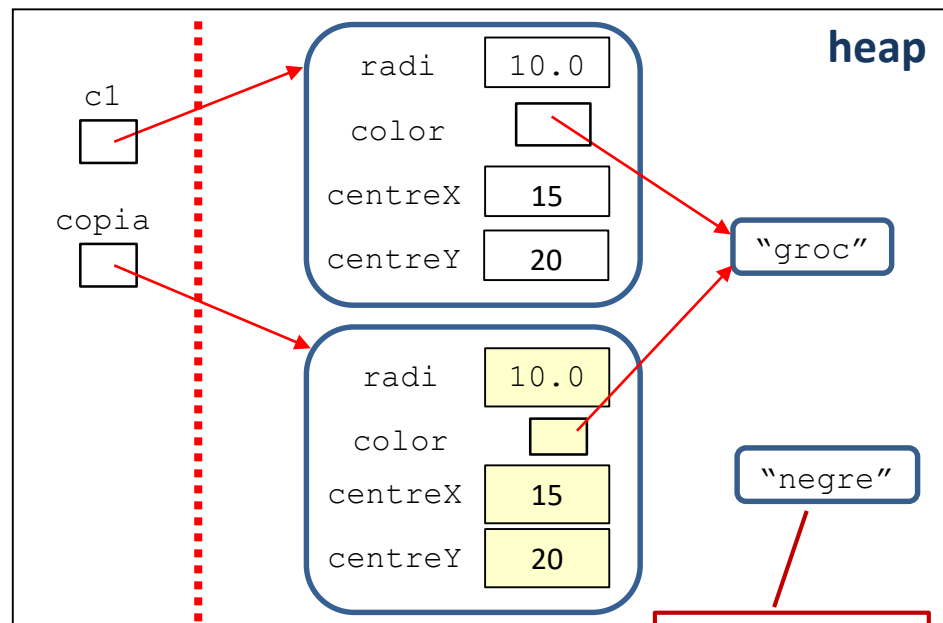 heap
c1
copia
radi 10.0
color
centreX 15
centreY 20
radi 10.0
color
centreX 15
centreY 20
“groc”
“negre”